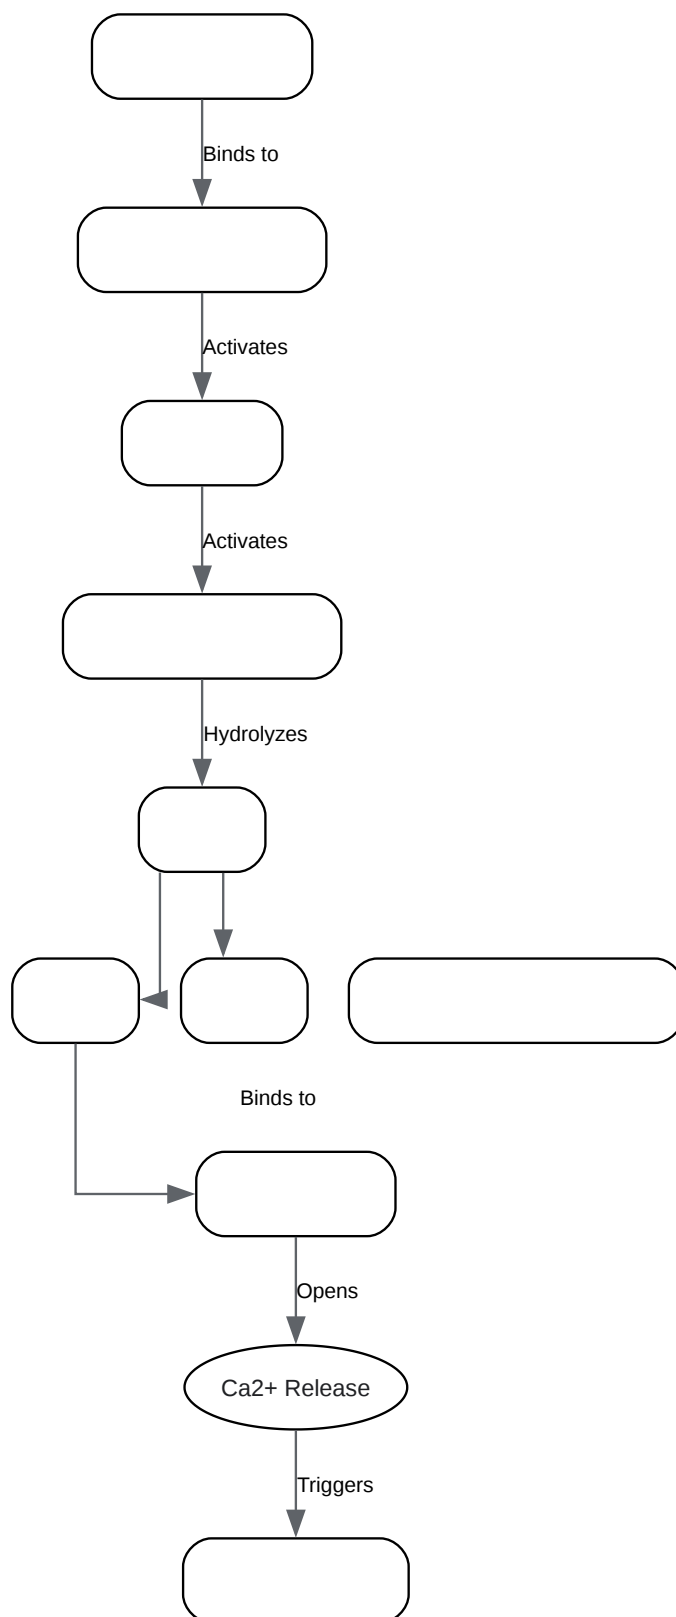 Binds to
Activates
Activates
Hydrolyzes
Binds to
Opens
Ca2+ Release
Triggers